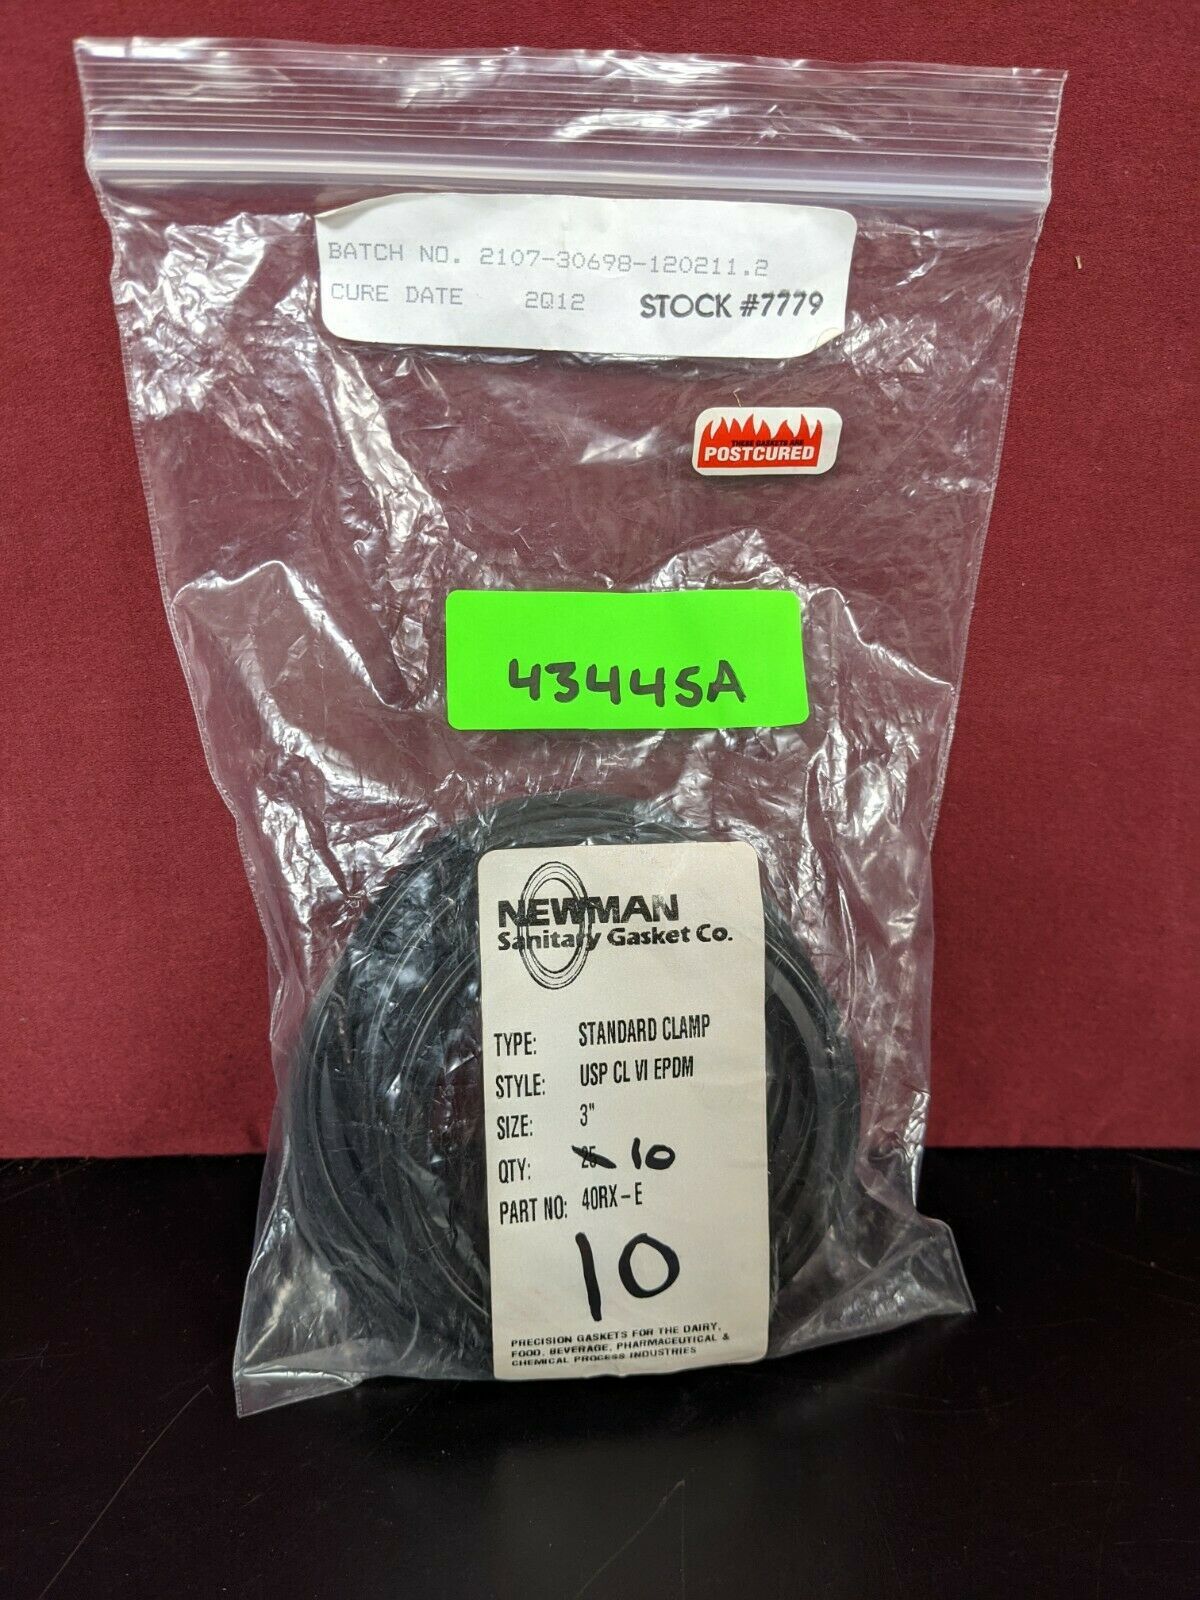 BATCH NO. 2107-30698-120211.2
CURE DATE 2Q12 STOCK #7779
THESE GASKETS ARE
POSTCURED
43445A
NEWMAN
Sanitary Gasket Co.
TYPE: STANDARD CLAMP
STYLE: USP CL VI EPDM
SIZE: 3"
QTY: 25 10
PART NO: 40RX-E
10
PRECISION GASKETS FOR THE DAIRY,
FOOD, BEVERAGE, PHARMACEUTICAL &
CHEMICAL PROCESS INDUSTRIES